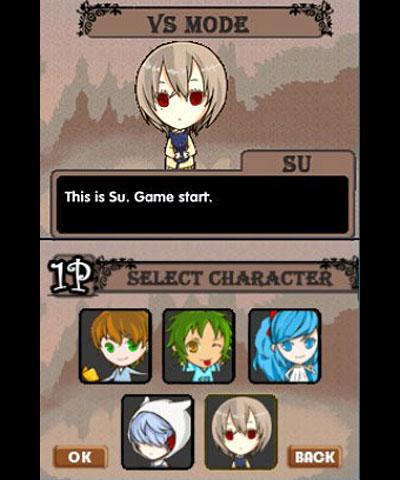 VS MODE
SU
This is Su. Game start.
1P
SELECT CHARACTER
OK
BACK